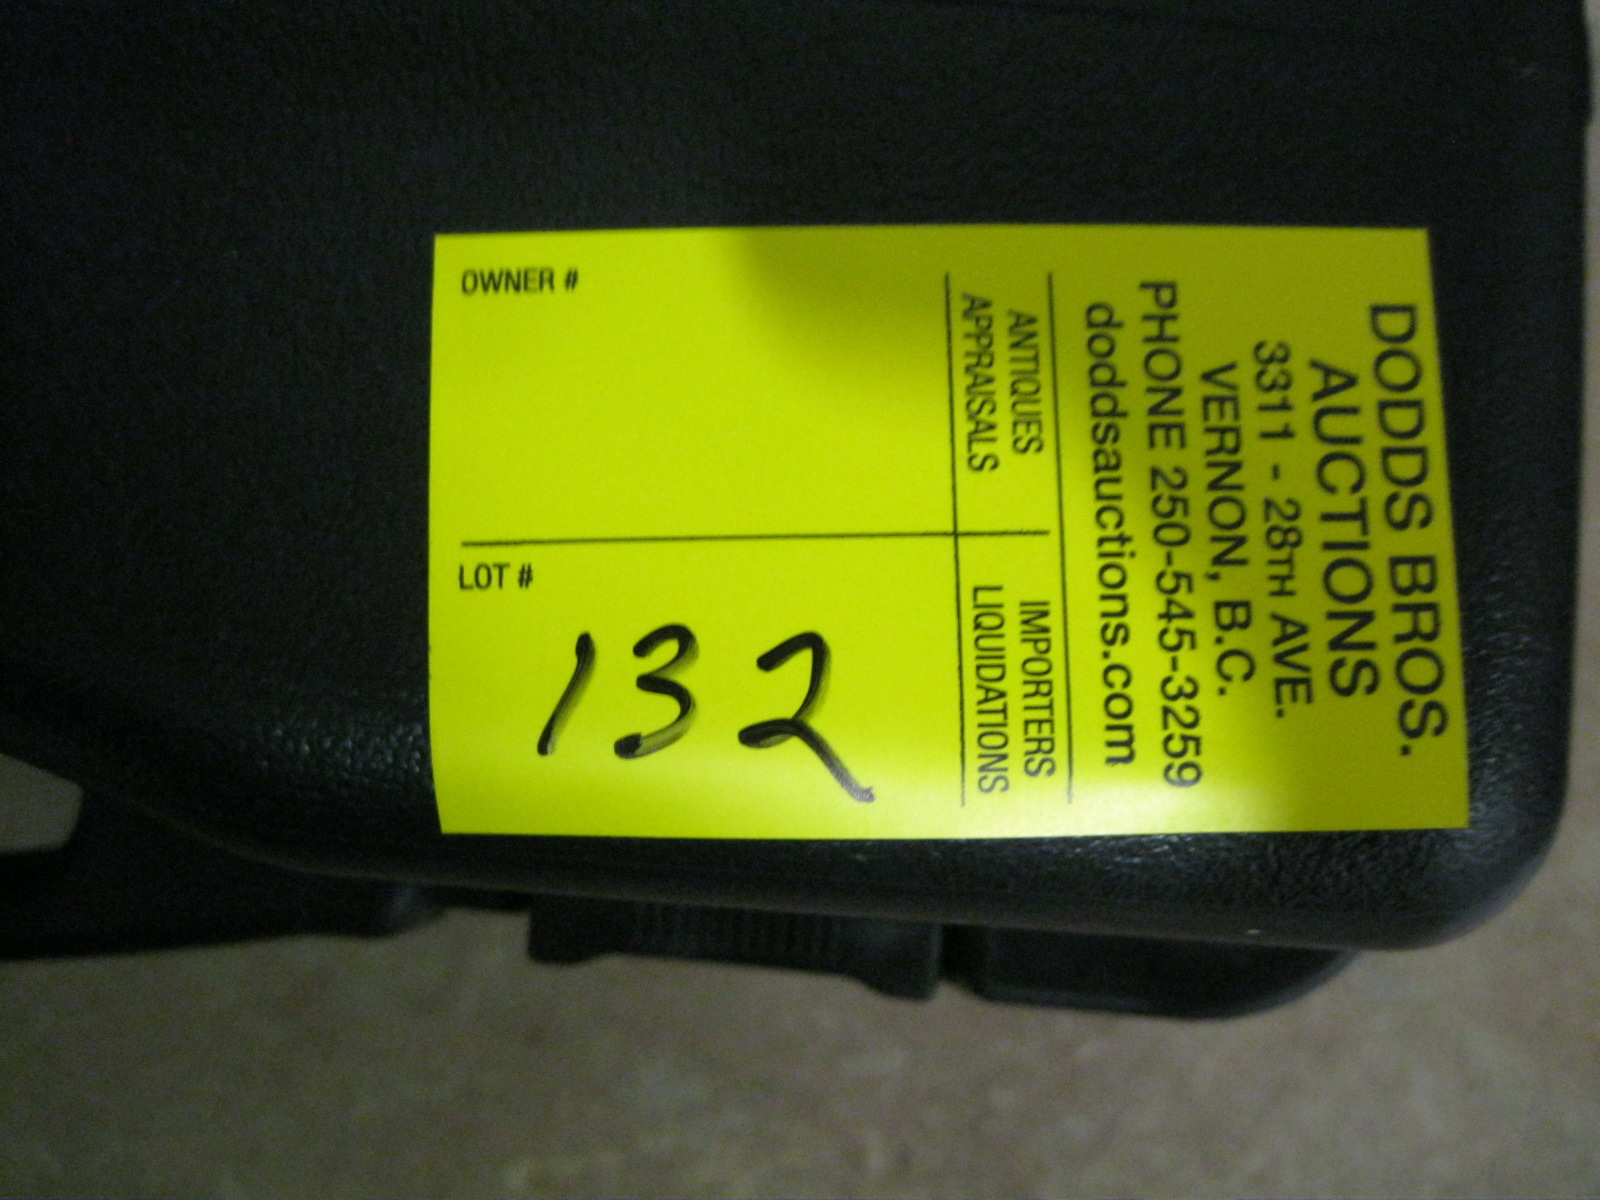 DODDS BROS.
AUCTIONS
3311 - 28TH AVE.
VERNON, B.C.
PHONE 250-545-3259
doddsauctions.com
ANTIQUES IMPORTERS
APPRAISALS LIQUIDATIONS
OWNER #
LOT #
132